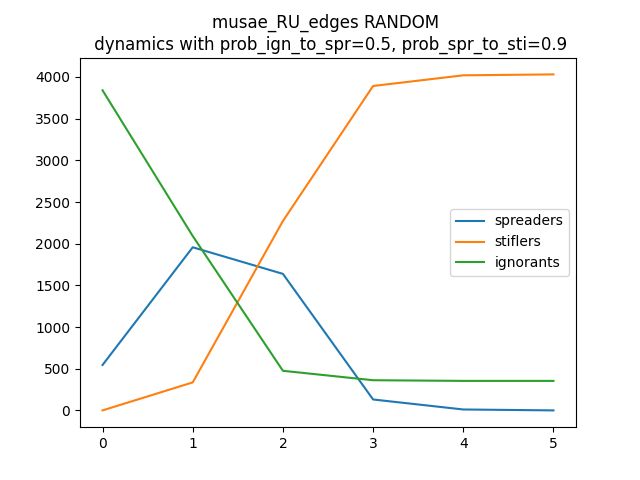 musae_RU_edges RANDOM
dynamics with prob_ign_to_spr=0.5, prob_spr_to_sti=0.9
4000
3500
3000
2500
2000
1500
1000
500
0
spreaders
stiflers
ignorants
0 1 2 3 4 5